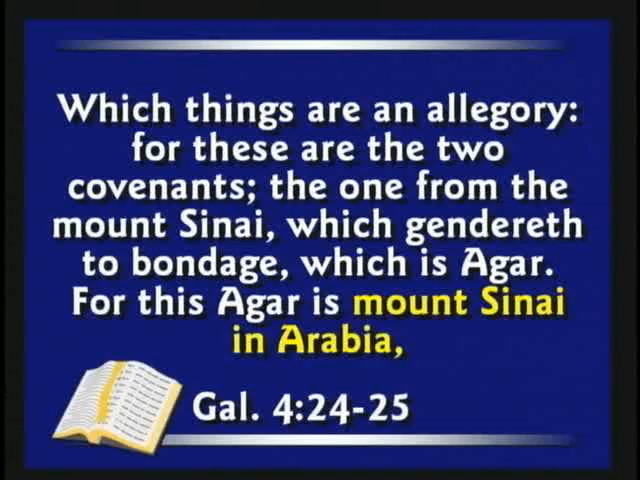 Which things are an allegory:
for these are the two
covenants; the one from the
mount Sinai, which gendereth
to bondage, which is Agar.
For this Agar is mount Sinai
in Arabia,
Gal. 4:24-25